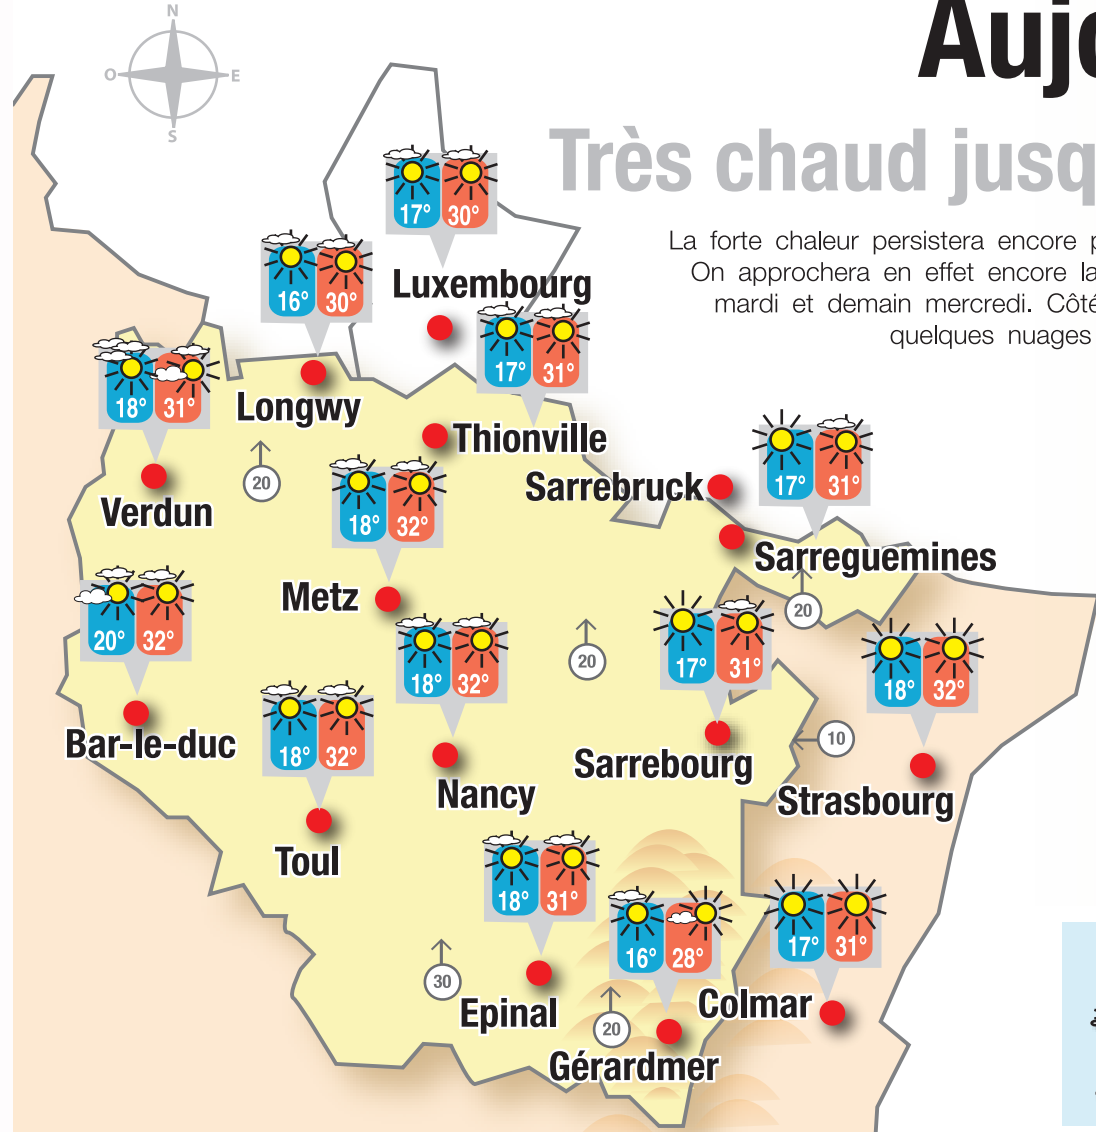 N
O E
S
Aujo
Très chaud jusq
La forte chaleur persistera encore p
On approchera en effet encore la
mardi et demain mercredi. Côté
quelques nuages
17° 30°
Luxembourg
16° 30°
Longwy
17° 31°
Thionville
18° 31°
Verdun
20
17° 31°
Sarrebruck
Sarreguemines
18° 32°
Metz
20
20° 32°
Bar-le-duc
18° 32°
Nancy
20
17° 31°
Sarrebourg
18° 32°
Strasbourg
10
18° 32°
Toul
18° 31°
Epinal
30
16° 28°
Gérardmer
20
17° 31°
Colmar